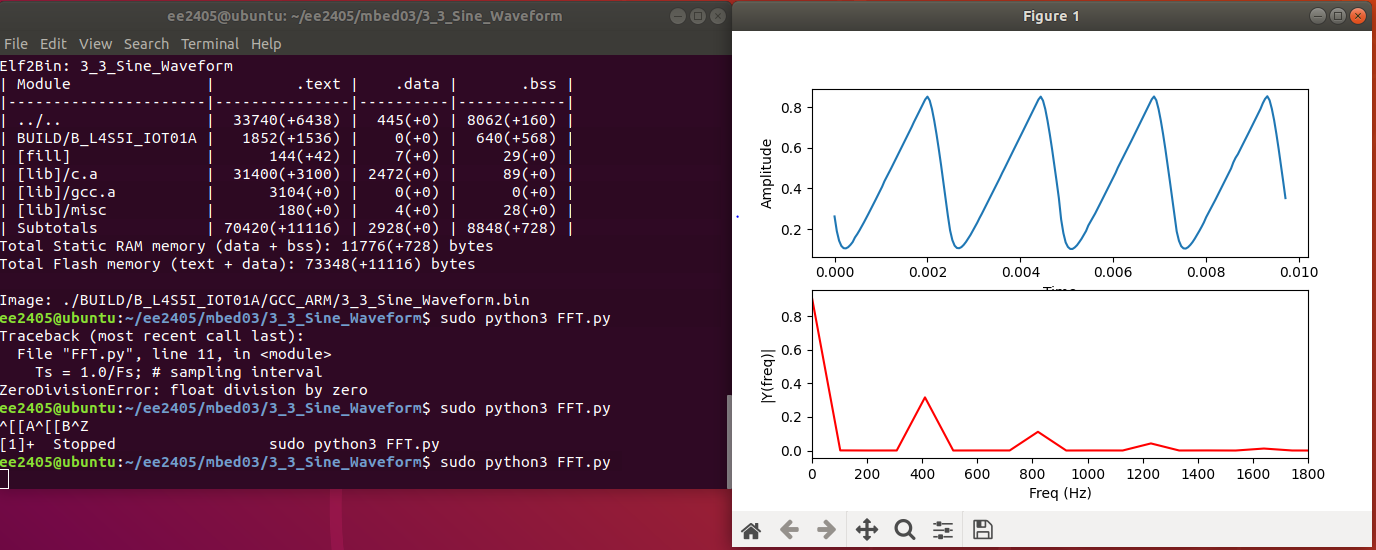 ee2405@ubuntu: ~/ee2405/mbed03/3_3_Sine_Waveform
File Edit View Search Terminal Help
Elf2Bin: 3_3_Sine_Waveform
| Module | .text | .data | .bss |
|----------------------|---------------|----------|------------|
| ../.. | 33740(+6438) | 445(+0) | 8062(+160) |
| BUILD/B_L4S5I_IOT01A | 1852(+1536) | 0(+0) | 640(+568) |
| [fill] | 144(+42) | 7(+0) | 29(+0) |
| [lib]/c.a | 31400(+3100) | 2472(+0) | 89(+0) |
| [lib]/gcc.a | 3104(+0) | 0(+0) | 0(+0) |
| [lib]/misc | 180(+0) | 4(+0) | 28(+0) |
| Subtotals | 70420(+11116) | 2928(+0) | 8848(+728) |
Total Static RAM memory (data + bss): 11776(+728) bytes
Total Flash memory (text + data): 73348(+11116) bytes
Image: ./BUILD/B_L4S5I_IOT01A/GCC_ARM/3_3_Sine_Waveform.bin
ee2405@ubuntu:~/ee2405/mbed03/3_3_Sine_Waveform$ sudo python3 FFT.py
Traceback (most recent call last):
File "FFT.py", line 11, in <module>
Ts = 1.0/Fs; # sampling interval
ZeroDivisionError: float division by zero
ee2405@ubuntu:~/ee2405/mbed03/3_3_Sine_Waveform$ sudo python3 FFT.py
^[[A^[[B^Z
[1]+ Stopped sudo python3 FFT.py
ee2405@ubuntu:~/ee2405/mbed03/3_3_Sine_Waveform$ sudo python3 FFT.py
Figure 1
Amplitude
0.8
0.6
0.4
0.2
0.000 0.002 0.004 0.006 0.008 0.010
Time
|Y(freq)|
0.8
0.6
0.4
0.2
0.0
0 200 400 600 800 1000 1200 1400 1600 1800
Freq (Hz)